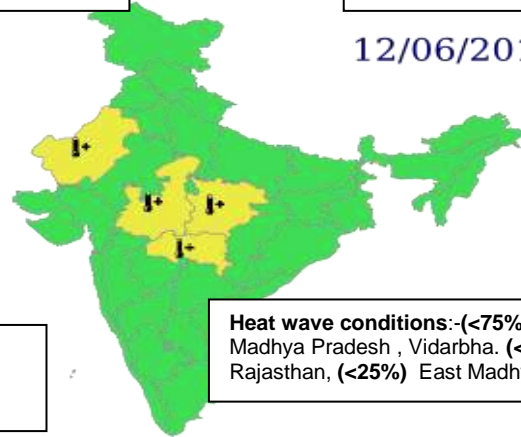 12/06/201
Heat wave conditions:-(<75%
Madhya Pradesh , Vidarbha. (<
Rajasthan, (<25%) East Madh